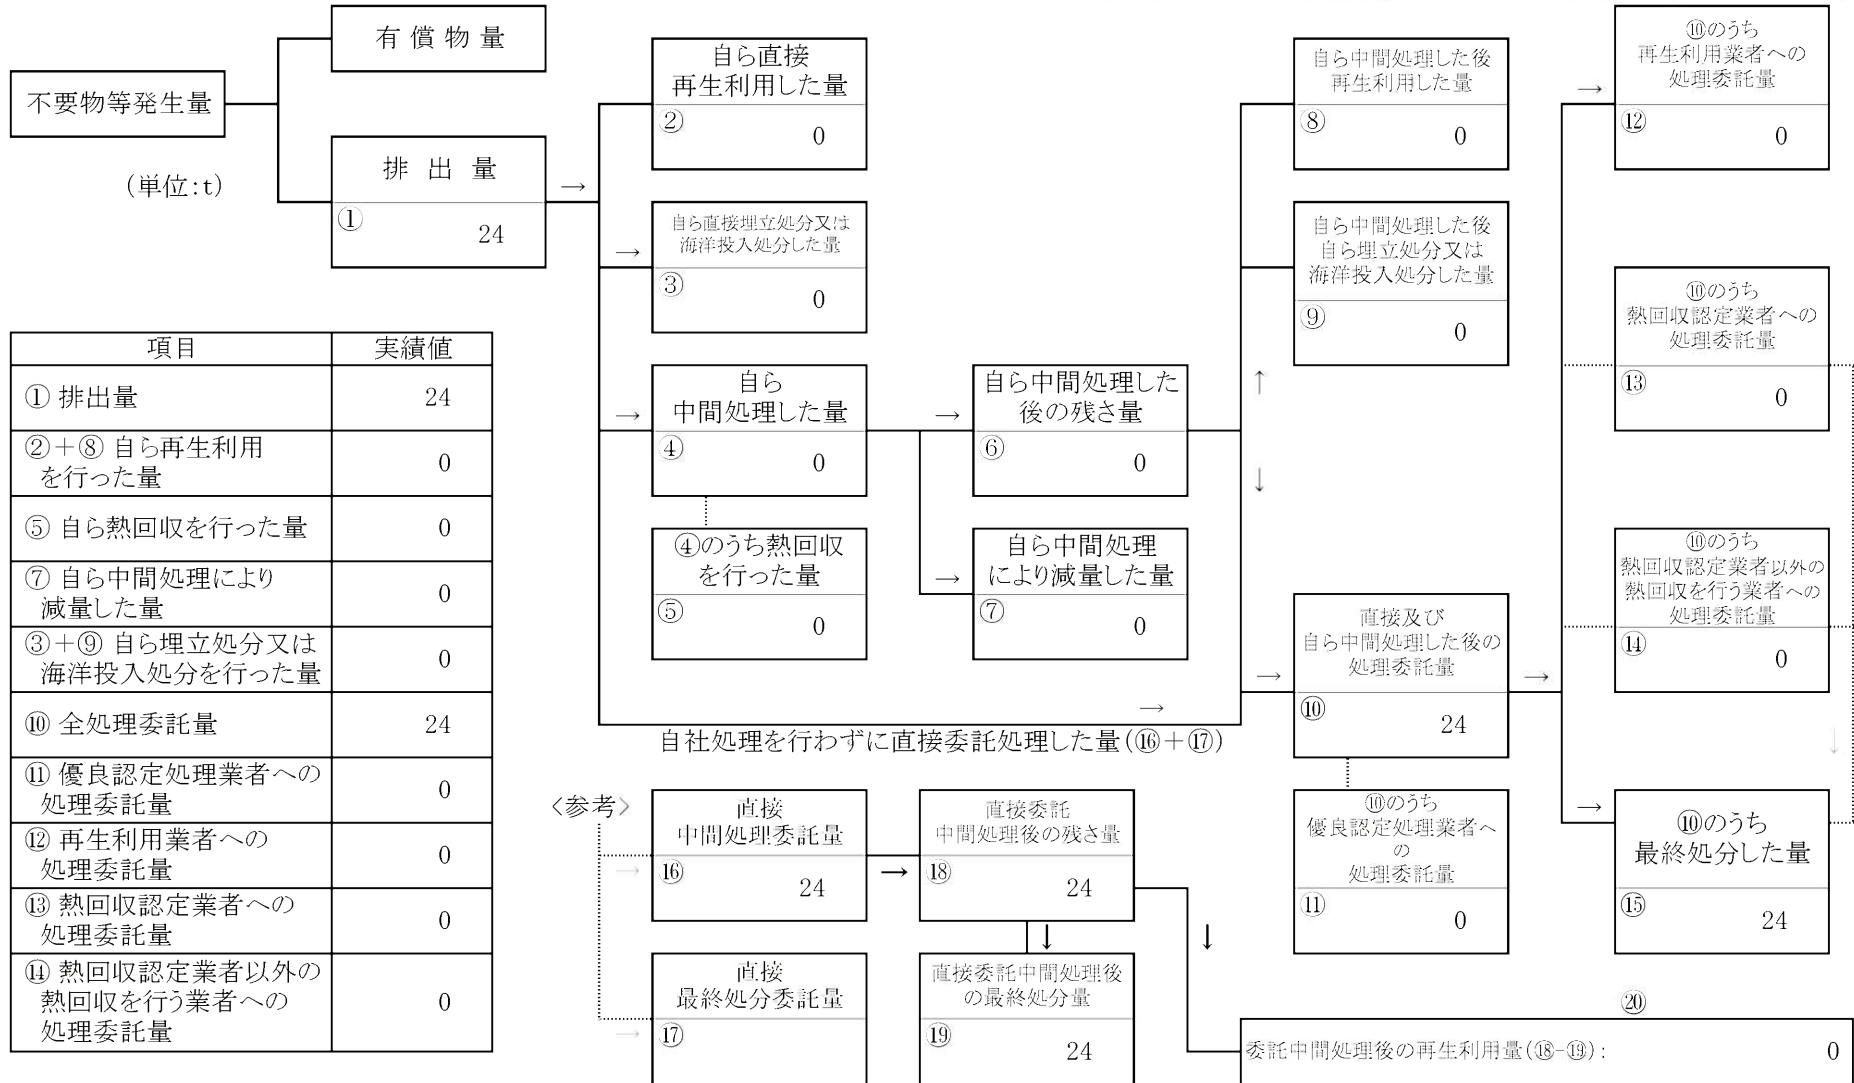 不要物等発生量
有償物量
(単位:t)
排出量
①
24
自ら直接
再生利用した量
②
0
自ら直接埋立処分又は
海洋投入処分した量
③
0
自ら
中間処理した量
④
0
④のうち熱回収
を行った量
⑤
0
自ら中間処理した
後の残さ量
⑥
0
自ら中間処理
により減量した量
⑦
0
自ら中間処理した後
再生利用した量
⑧
0
自ら中間処理した後
自ら埋立処分又は
海洋投入処分した量
⑨
0
直接及び
自ら中間処理した後の
処理委託量
⑩
24
⑩のうち
優良認定処理業者へ
の
処理委託量
⑪
0
⑩のうち
再生利用業者への
処理委託量
⑫
0
⑩のうち
熱回収認定業者への
処理委託量
⑬
0
⑩のうち
熱回収認定業者以外の
熱回収を行う業者への
処理委託量
⑭
0
⑩のうち
最終処分した量
⑮
24
自社処理を行わずに直接委託処理した量(⑯+⑰)
〈参考〉
直接
中間処理委託量
⑯
24
直接
最終処分委託量
⑰
直接委託
中間処理後の残さ量
⑱
24
直接委託中間処理後
の最終処分量
⑲
24
⑳
委託中間処理後の再生利用量(⑱-⑲): 0
項目 実績値
① 排出量 24
②+⑧ 自ら再生利用
を行った量 0
⑤ 自ら熱回収を行った量 0
⑦ 自ら中間処理により
減量した量 0
③+⑨ 自ら埋立処分又は
海洋投入処分を行った量 0
⑩ 全処理委託量 24
⑪ 優良認定処理業者への
処理委託量 0
⑫ 再生利用業者への
処理委託量 0
⑬ 熱回収認定業者への
処理委託量 0
⑭ 熱回収認定業者以外の
熱回収を行う業者への
処理委託量 0